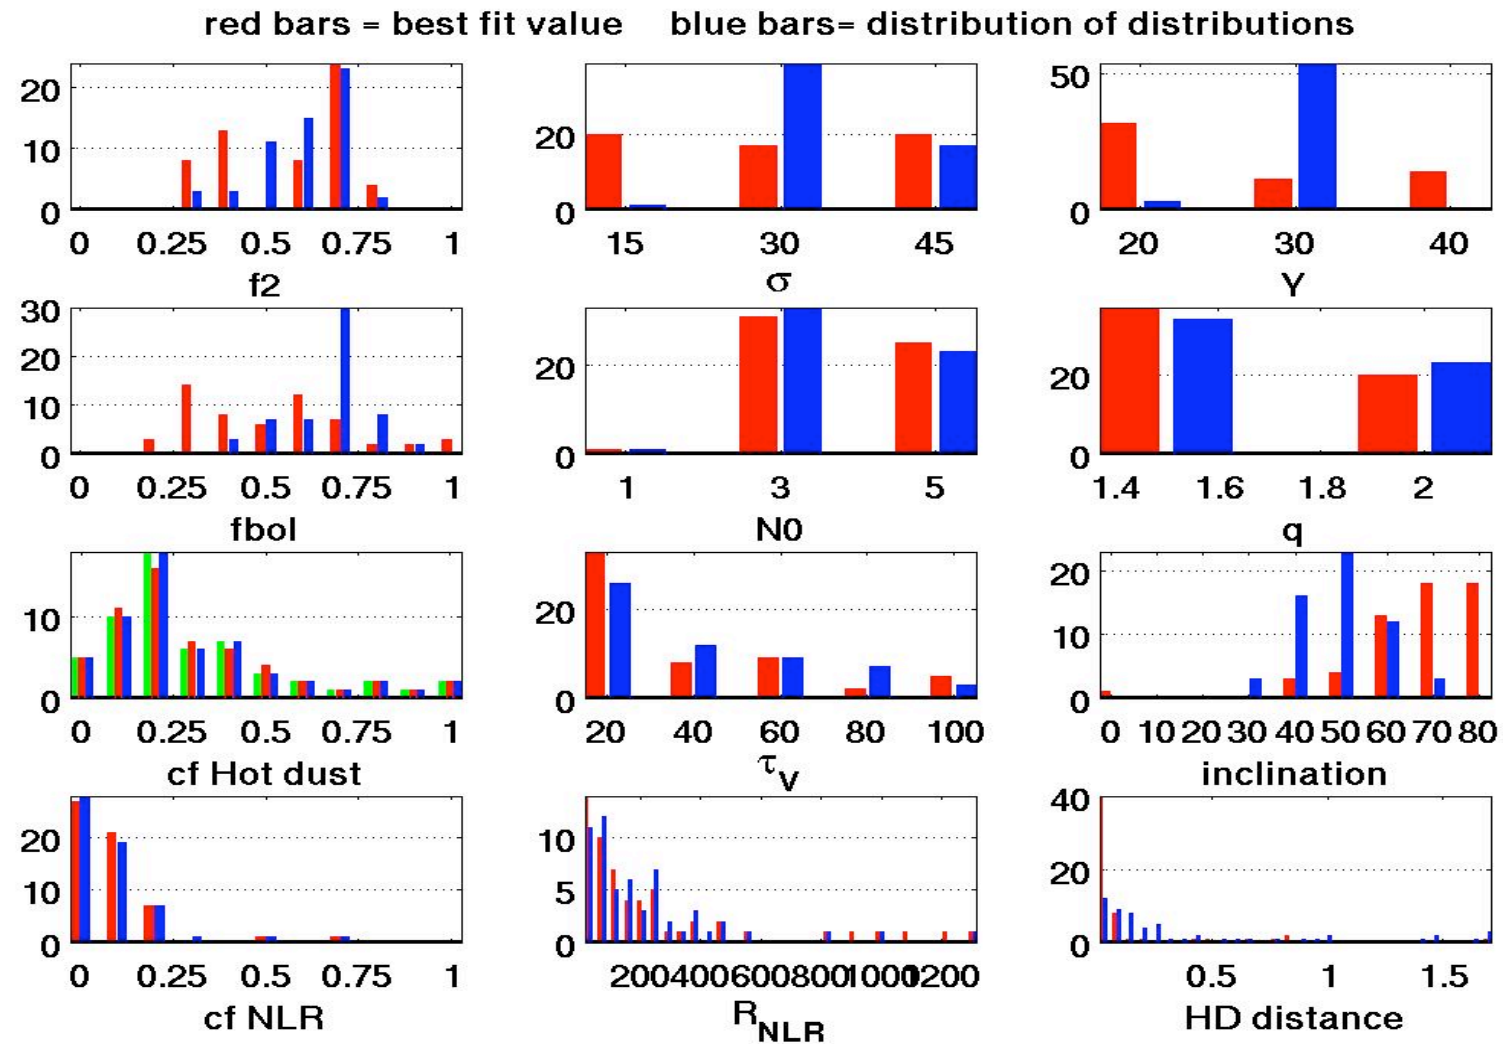 red bars = best fit value blue bars= distribution of distributions
20
10
0
0 0.25 0.5 0.75 1
f2
20
0
15 30 45
σ
50
0
20 30 40
Y
30
20
10
0
0 0.25 0.5 0.75 1
fbol
20
0
1 3 5
N0
20
0
1.4 1.6 1.8 2
q
10
0
0 0.25 0.5 0.75 1
cf Hot dust
20
0
20 40 60 80 100
τV
20
10
0
0 10 20 30 40 50 60 70 80
inclination
20
10
0
0 0.25 0.5 0.75 1
cf NLR
10
5
0
200 400 600 800 1000 1200
RNLR
40
20
0
0.5 1 1.5
HD distance